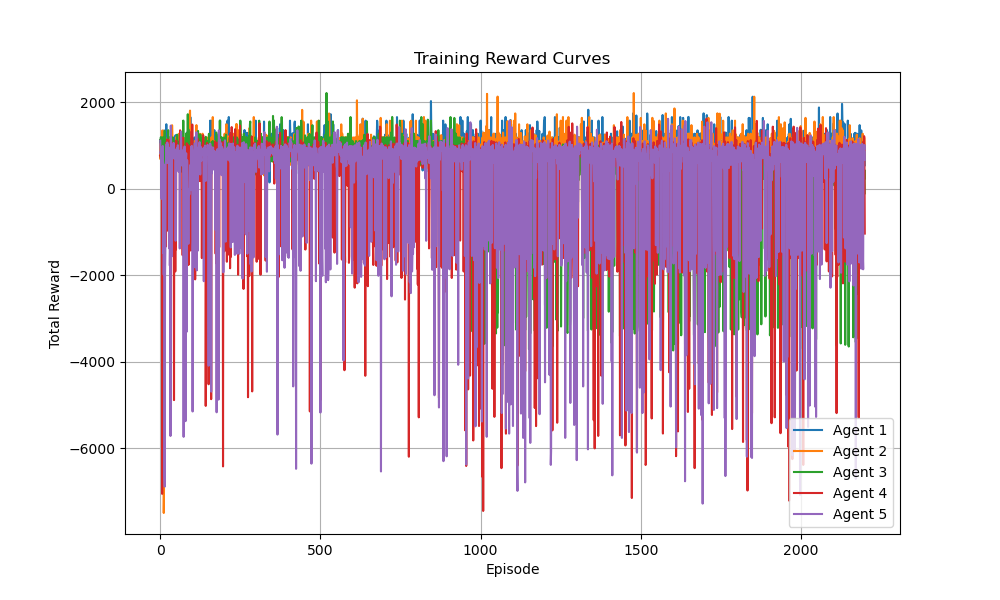 Training Reward Curves
Total Reward
2000
0
−2000
−4000
−6000
0 500 1000 1500 2000
Episode
Agent 1
Agent 2
Agent 3
Agent 4
Agent 5